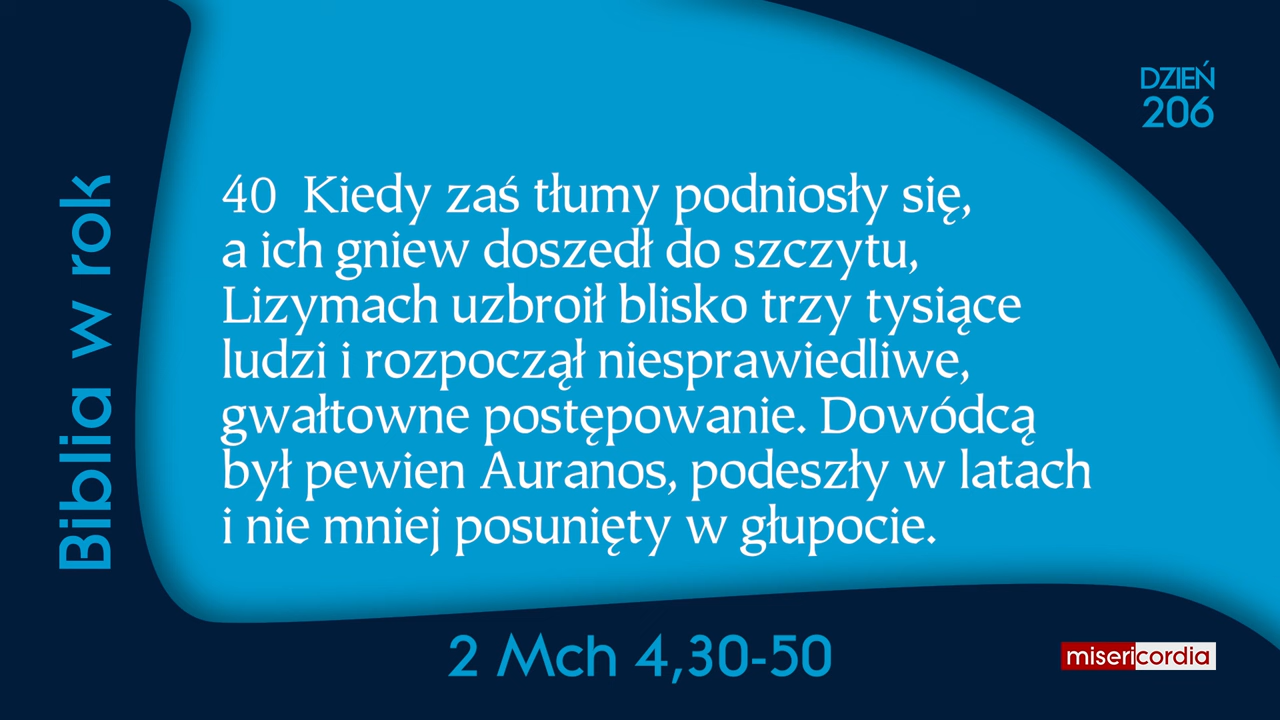 DZIEŃ
206
Biblia w rok
40 Kiedy zaś tłumy podniosły się,
a ich gniew doszedł do szczytu,
Lizymach uzbroił blisko trzy tysiące
ludzi i rozpoczął niesprawiedliwe,
gwałtowne postępowanie. Dowódcą
był pewien Auranos, podeszły w latach
i nie mniej posunięty w głupocie.
2 Mch 4,30-50
misericordia